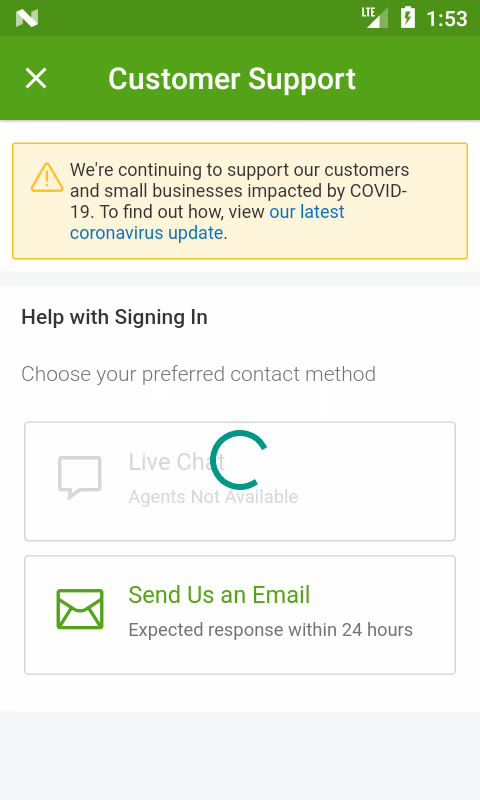 LTE 1:53
Customer Support
We're continuing to support our customers
and small businesses impacted by COVID-
19. To find out how, view our latest
coronavirus update.
Help with Signing In
Choose your preferred contact method
Live Chat
Agents Not Available
Send Us an Email
Expected response within 24 hours